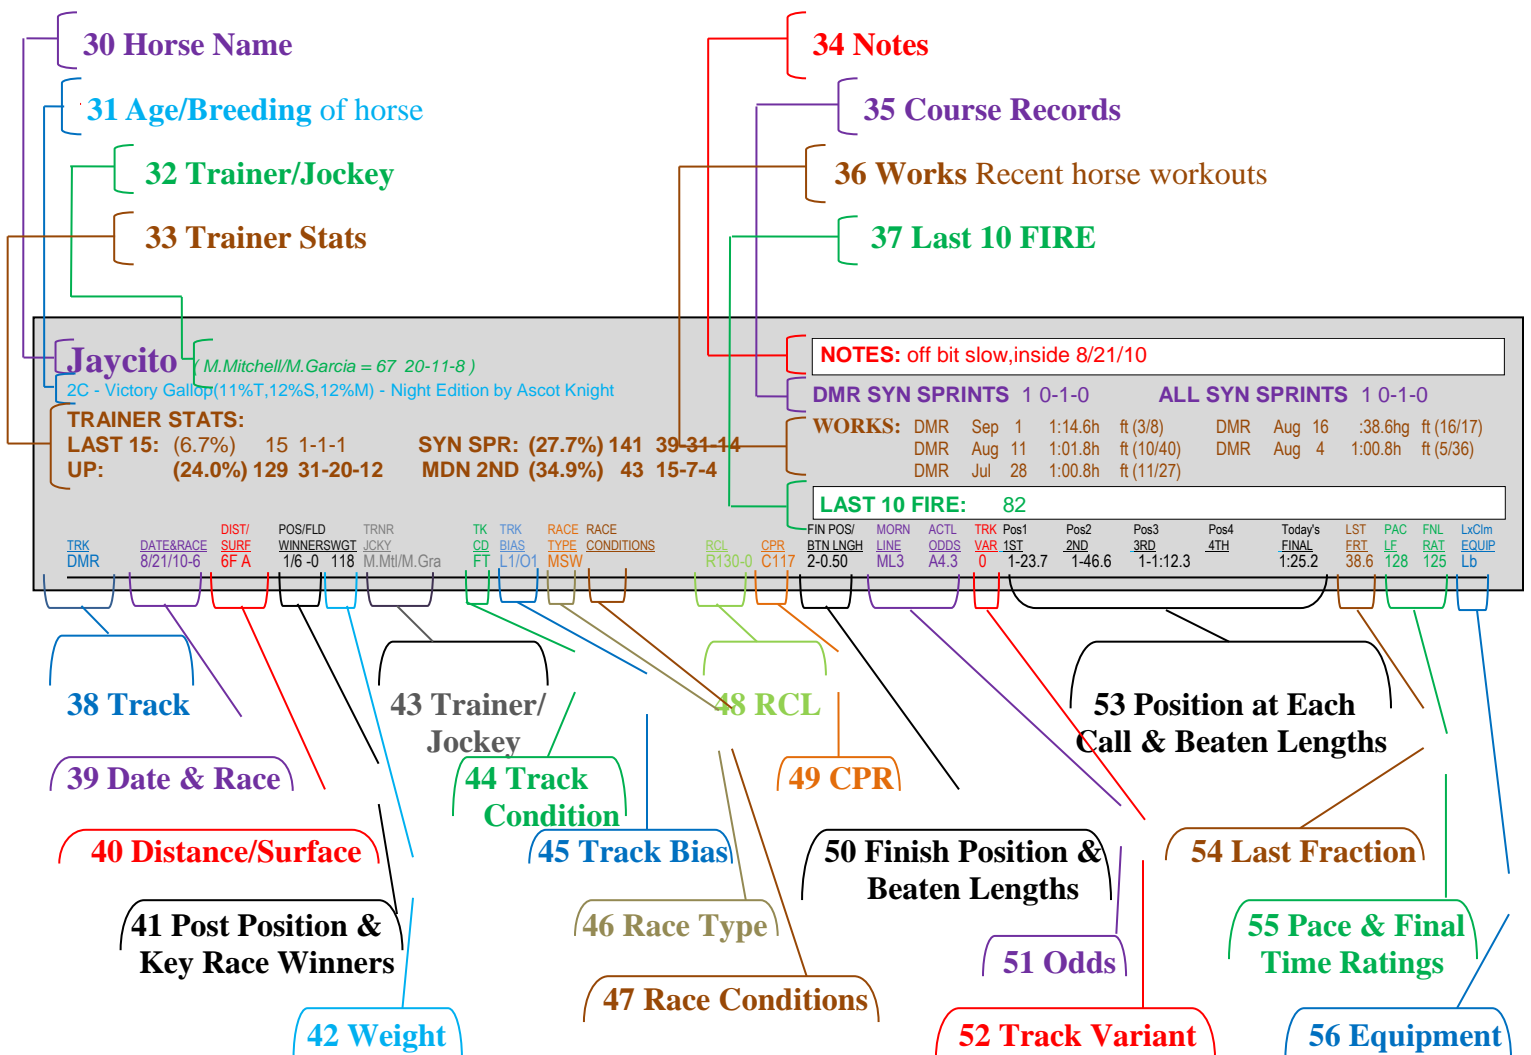 30 Horse Name
34 Notes
31 Age/Breeding of horse
35 Course Records
32 Trainer/Jockey
36 Works Recent horse workouts
33 Trainer Stats
37 Last 10 FIRE
Jaycito ( M.Mitchell/M.Garcia = 67 20-11-8 )
NOTES: off bit slow,inside 8/21/10
2C - Victory Gallop(11%T,12%S,12%M) - Night Edition by Ascot Knight
DMR SYN SPRINTS 1 0-1-0 ALL SYN SPRINTS 1 0-1-0
TRAINER STATS:
LAST 15: (6.7%) 15 1-1-1 SYN SPR: (27.7%) 141 39-31-14
UP: (24.0%) 129 31-20-12 MDN 2ND (34.9%) 43 15-7-4
WORKS: DMR Sep 1 1:14.6h ft (3/8) DMR Aug 16 :38.6hg ft (16/17)
DMR Aug 11 1:01.8h ft (10/40) DMR Aug 4 1:00.8h ft (5/36)
DMR Jul 28 1:00.8h ft (11/27)
LAST 10 FIRE: 82
DIST/ POS/FLD TRNR TK TRK RACE RACE FIN POS/ MORN ACTL TRK Pos1 Pos2 Pos3 Pos4 Today's LST PAC FNL LxClm
TRK DATE&RACE SURF WINNERSWGT JCKY CD BIAS TYPE CONDITIONS RCL CPR BTN LNGH LINE ODDS VAR 1ST 2ND 3RD 4TH FINAL FRT LF RAT EQUIP
DMR 8/21/10-6 6F A 1/6 -0 118 M.Mtl/M.Gra FT L1/O1 MSW R130-0 C117 2-0.50 ML3 A4.3 0 1-23.7 1-46.6 1-1:12.3 1:25.2 38.6 128 125 Lb
38 Track
43 Trainer/
Jockey
48 RCL
53 Position at Each
Call & Beaten Lengths
39 Date & Race
44 Track
Condition
49 CPR
40 Distance/Surface
45 Track Bias
50 Finish Position &
Beaten Lengths
54 Last Fraction
41 Post Position &
Key Race Winners
46 Race Type
51 Odds
55 Pace & Final
Time Ratings
47 Race Conditions
42 Weight
52 Track Variant
56 Equipment